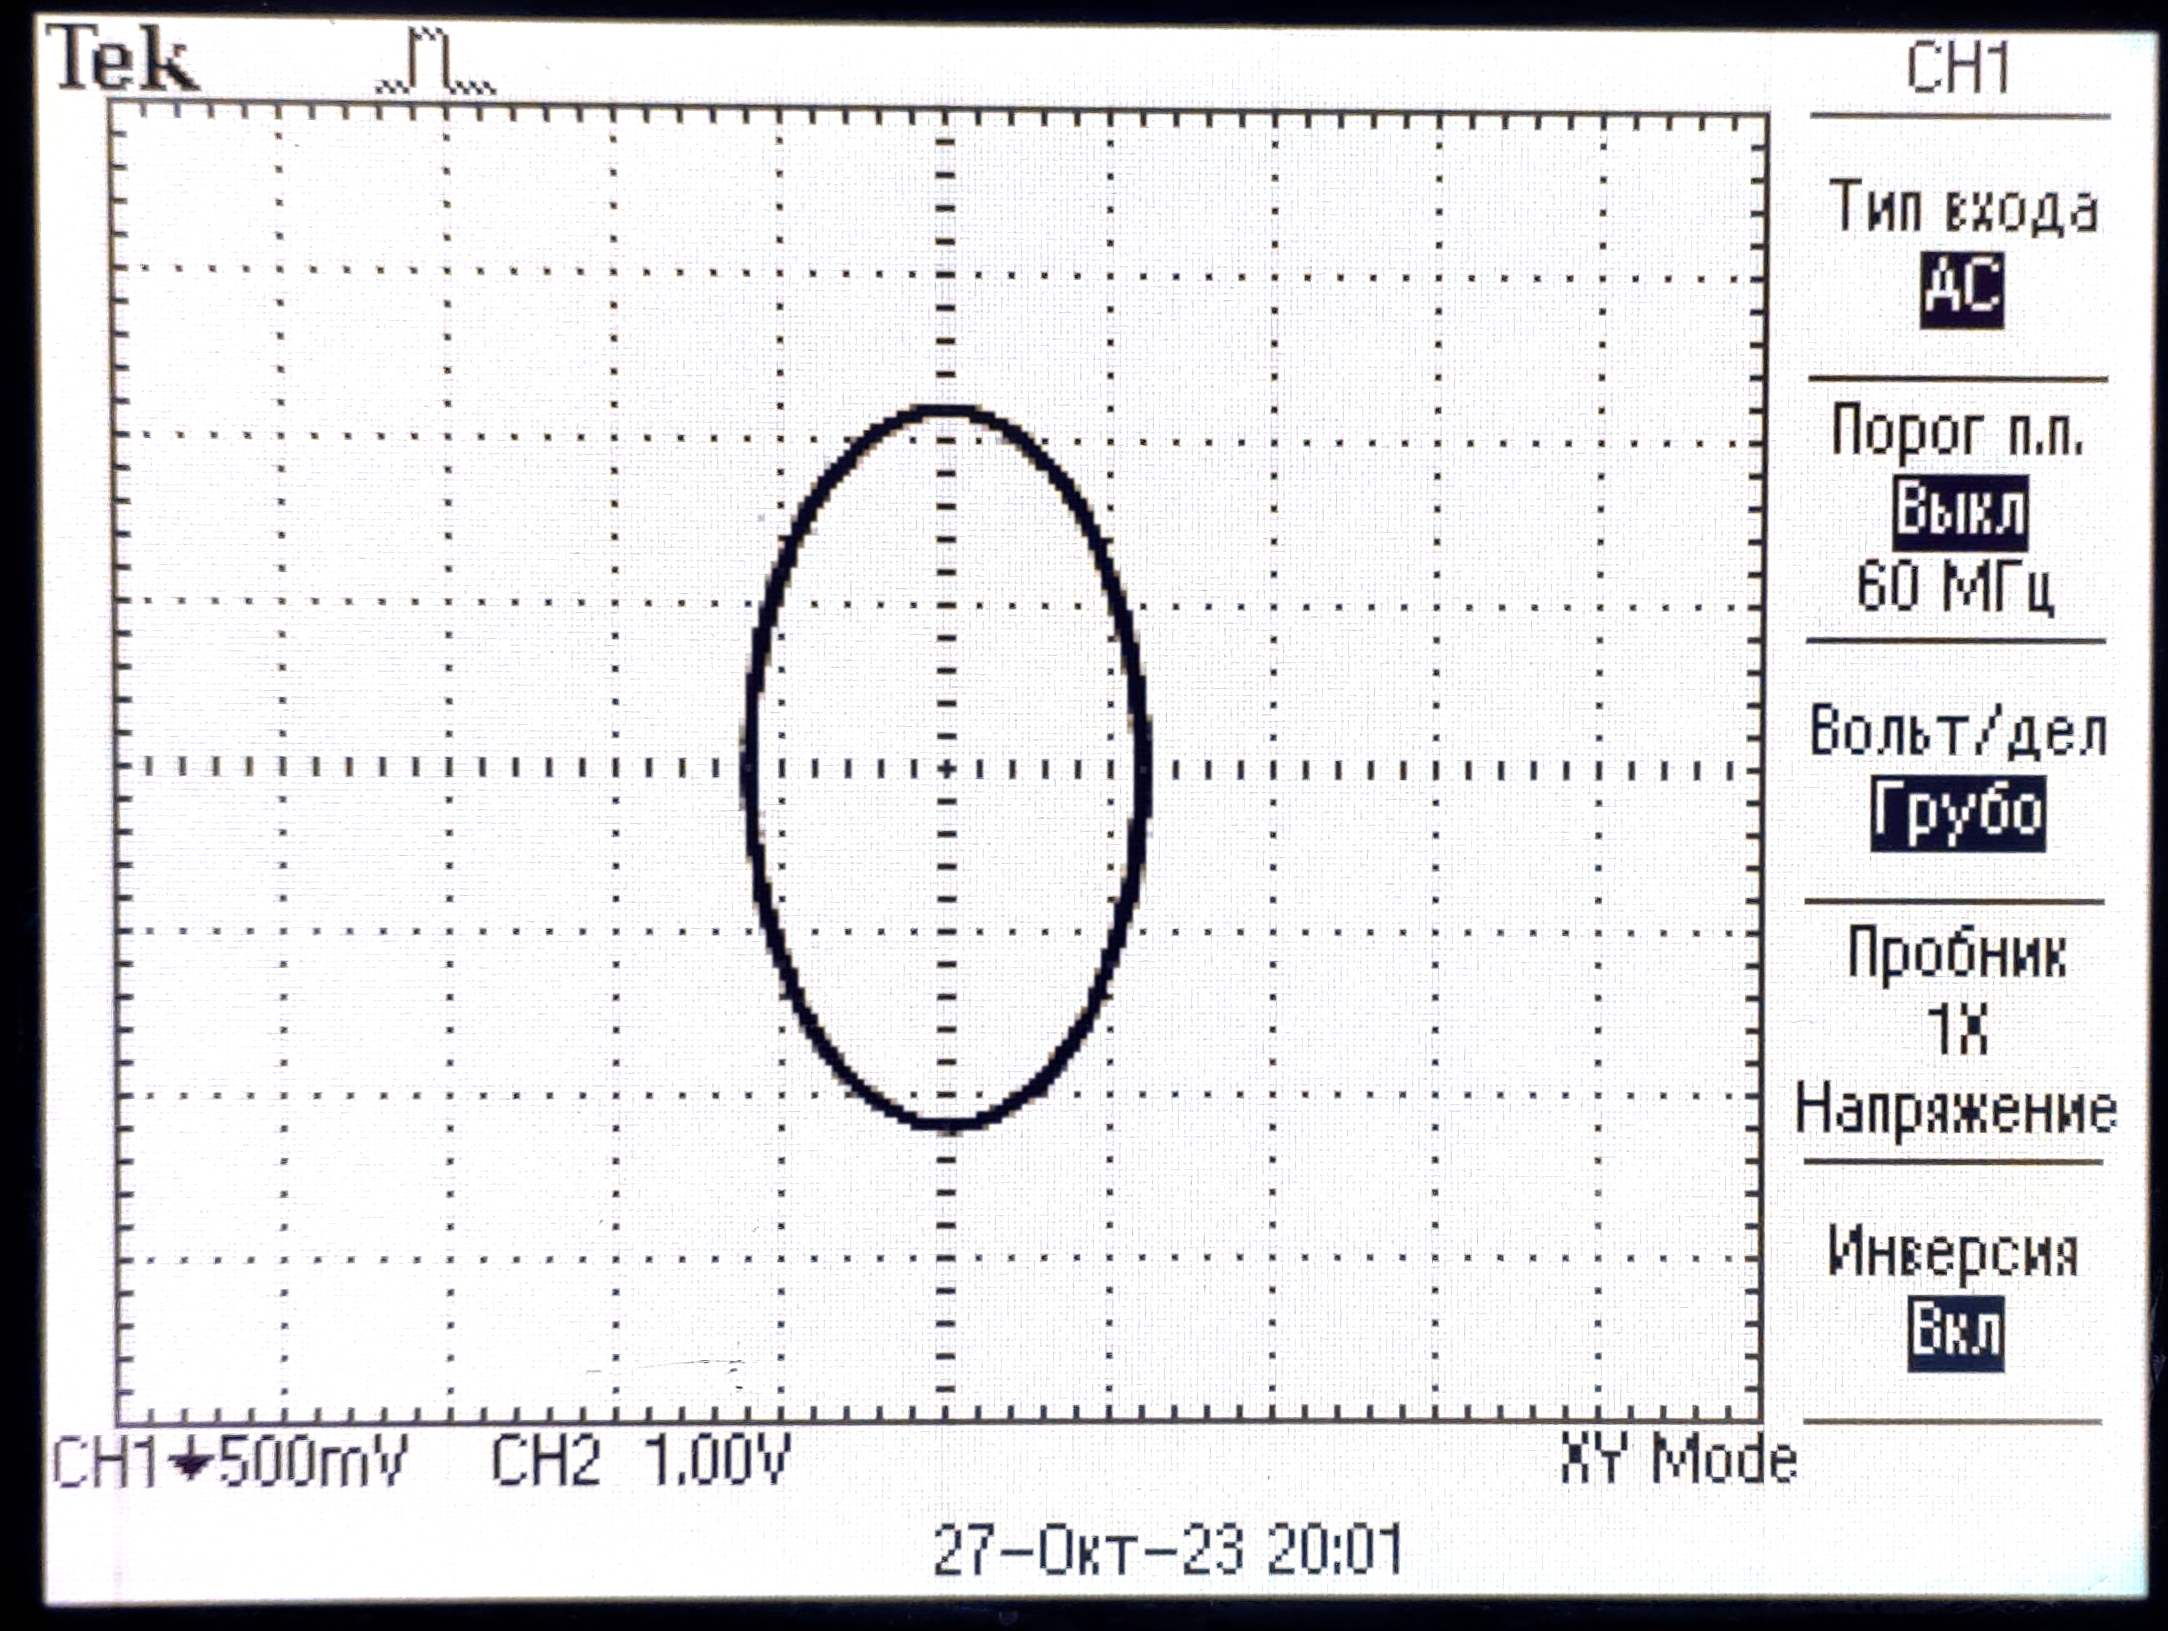 Tek
CH1
Тип входа
AC
Порог п.п.
Выкл
60 МГц
Вольт/дел
Грубо
Пробник
1X
Напряжение
Инверсия
Вкл
CH1 500mV CH2 1.00V XY Mode
27-Окт-23 20:01